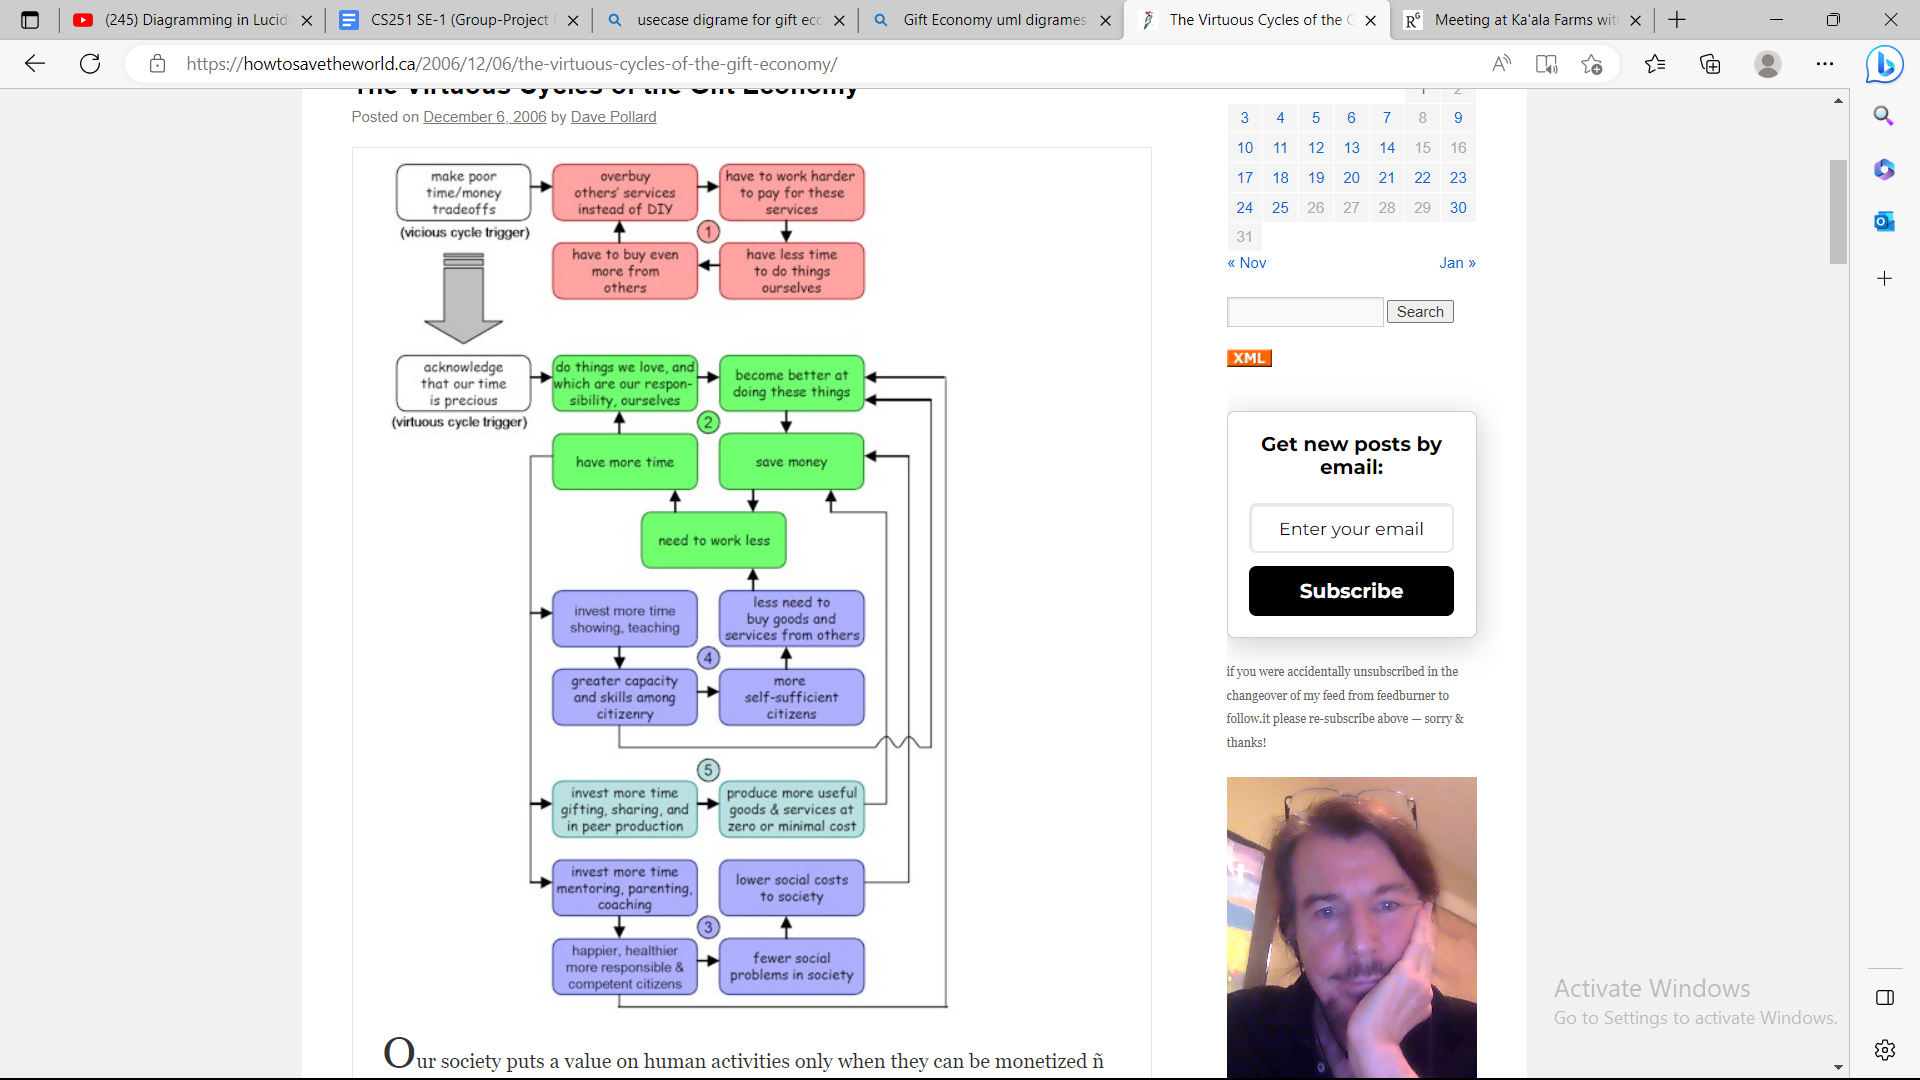 (245) Diagramming in Lucid
CS251 SE-1 (Group-Project
usecase digrame for gift eco
Gift Economy uml digrames
The Virtuous Cycles of the G
Meeting at Ka'ala Farms wit
https://howtosavetheworld.ca/2006/12/06/the-virtuous-cycles-of-the-gift-economy/
The Virtuous Cycles of the Gift Economy
Posted on December 6, 2006 by Dave Pollard
make poor
time/money
tradeoffs
(vicious cycle trigger)
overbuy
others' services
instead of DIY
have to work harder
to pay for these
services
1
have to buy even
more from
others
have less time
to do things
ourselves
acknowledge
that our time
is precious
(virtuous cycle trigger)
do things we love, and
which are our respon-
sibility, ourselves
become better at
doing these things
2
have more time
save money
need to work less
invest more time
showing, teaching
less need to
buy goods and
services from others
4
greater capacity
and skills among
citizenry
more
self-sufficient
citizens
5
invest more time
gifting, sharing, and
in peer production
produce more useful
goods & services at
zero or minimal cost
invest more time
mentoring, parenting,
coaching
lower social costs
to society
3
happier, healthier
more responsible &
competent citizens
fewer social
problems in society
Our society puts a value on human activities only when they can be monetized ñ
1 2
3 4 5 6 7 8 9
10 11 12 13 14 15 16
17 18 19 20 21 22 23
24 25 26 27 28 29 30
31
« Nov Jan »
Search
XML
Get new posts by
email:
Enter your email
Subscribe
if you were accidentally unsubscribed in the
changeover of my feed from feedburner to
follow.it please re-subscribe above — sorry &
thanks!
Activate Windows
Go to Settings to activate Windows.